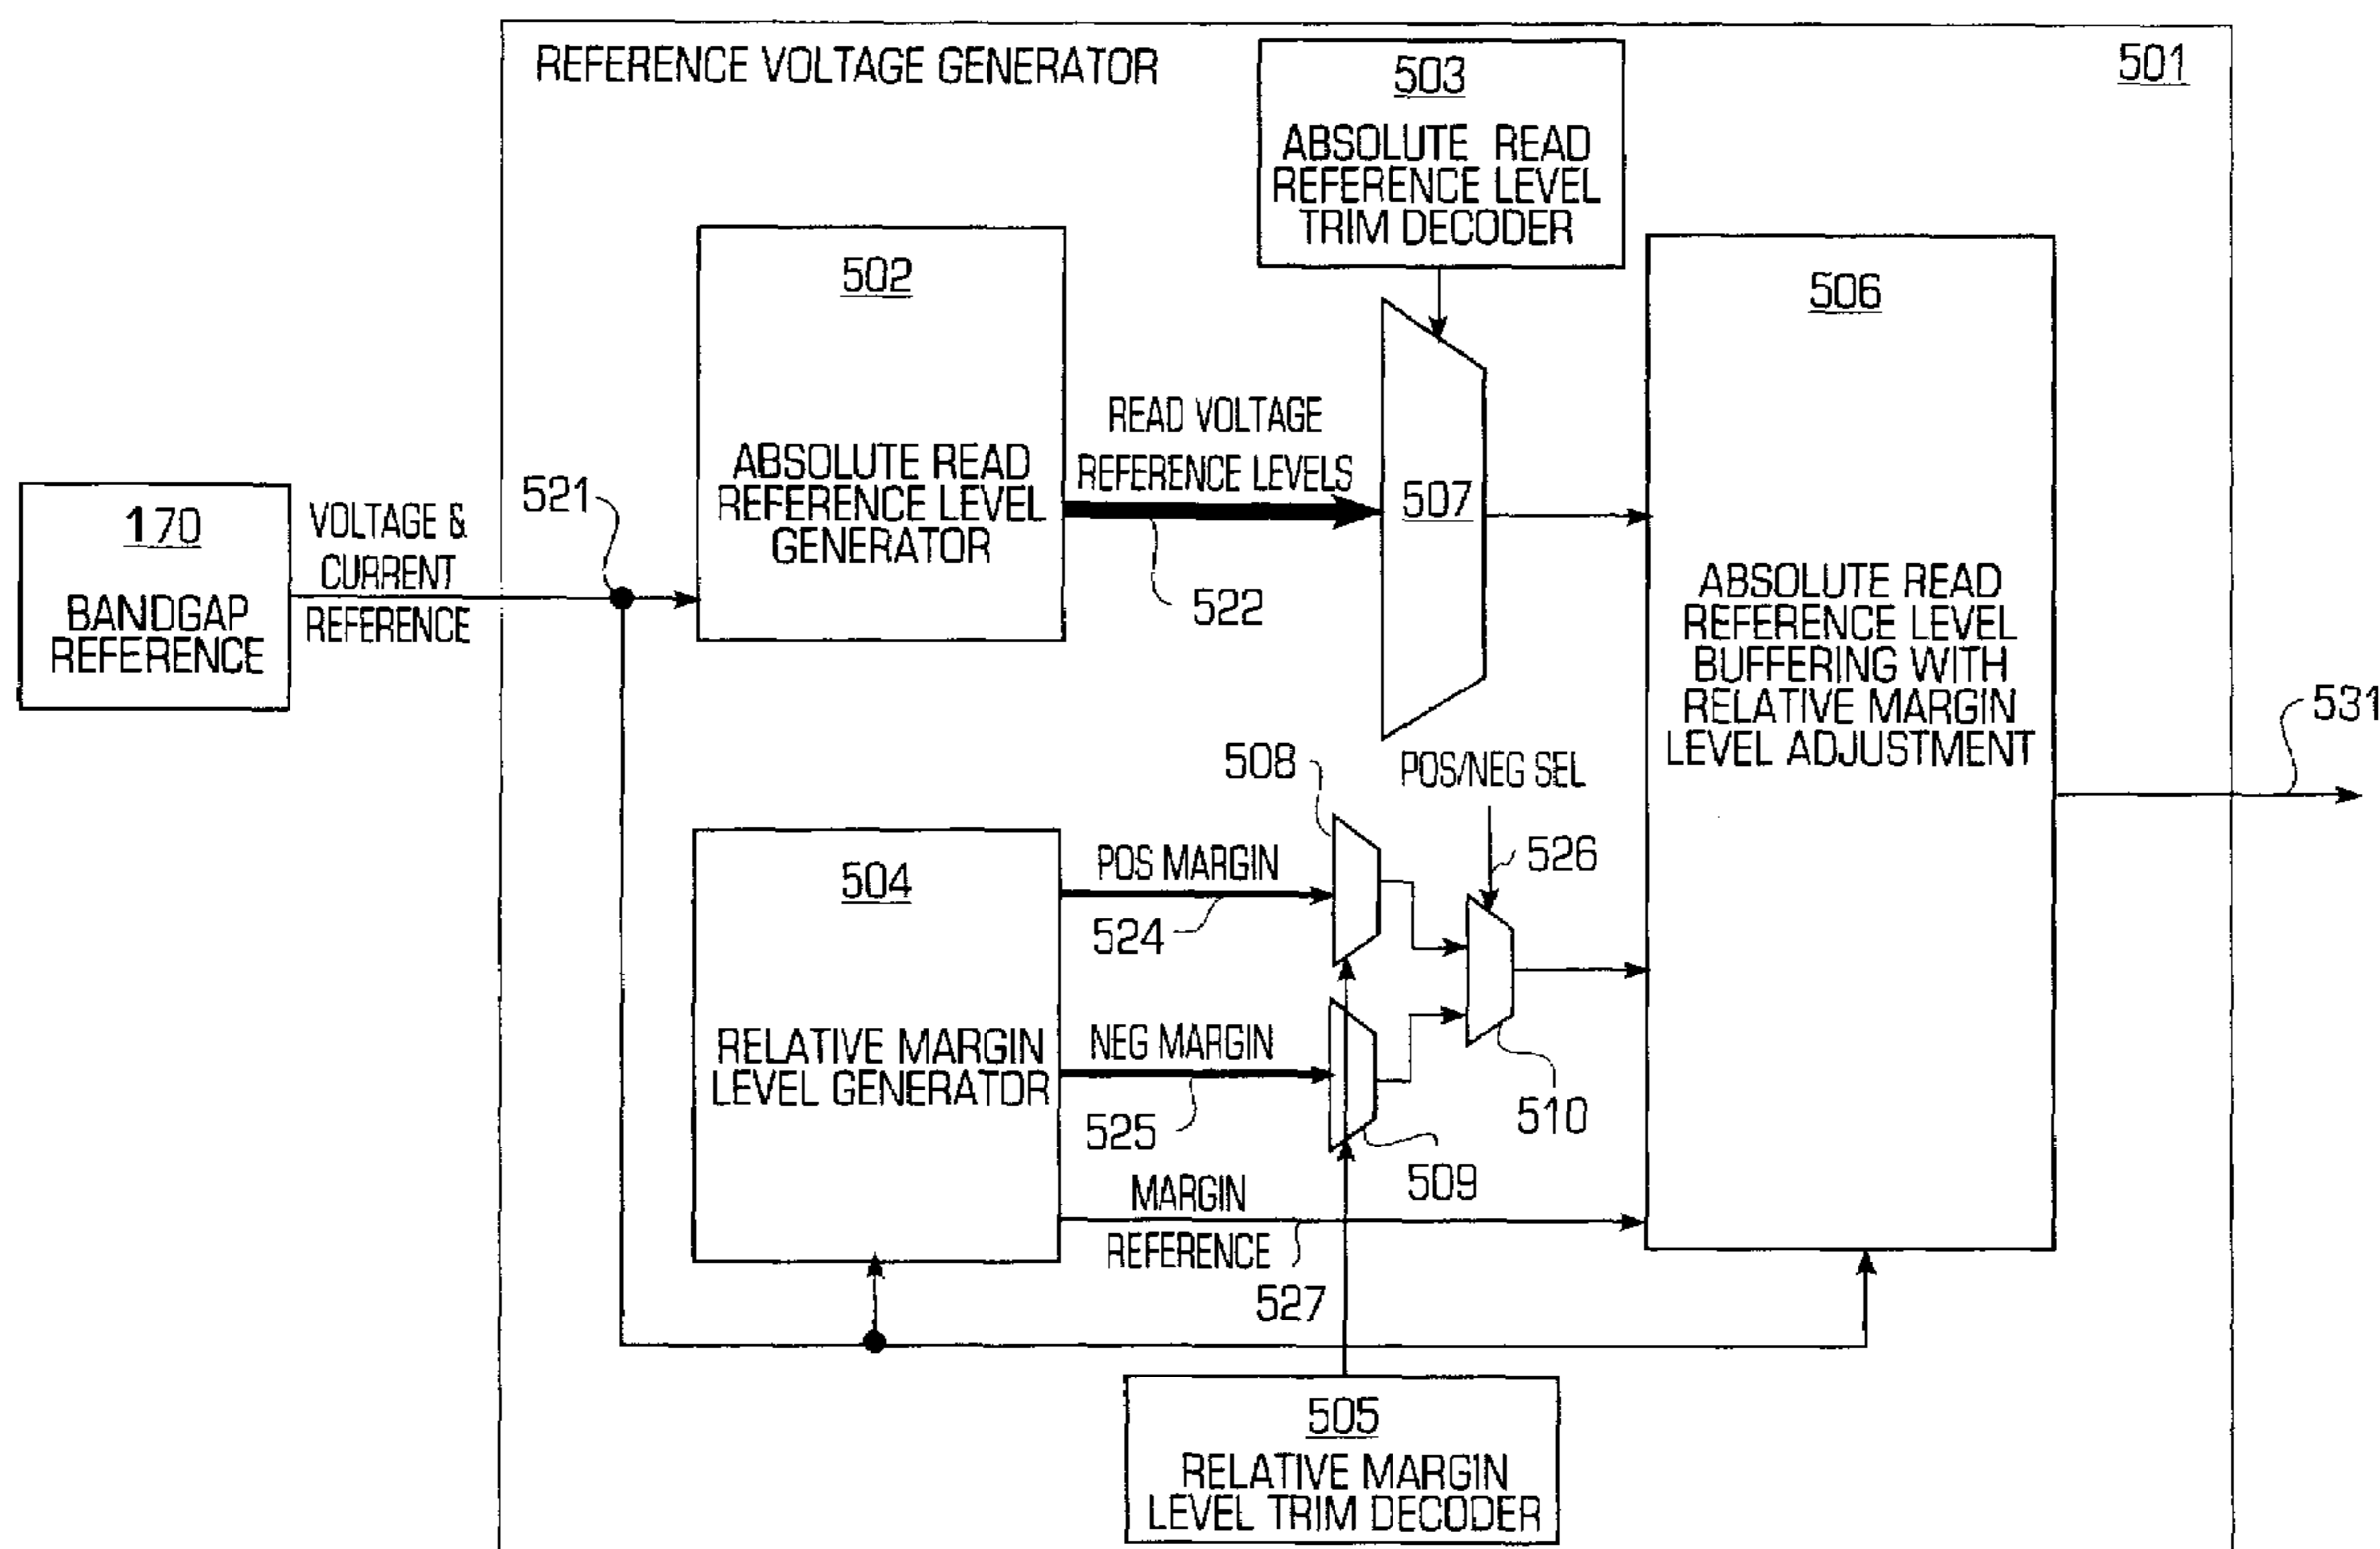 REFERENCE VOLTAGE GENERATOR
501
503
ABSOLUTE READ
REFERENCE LEVEL
TRIM DECODER
502
ABSOLUTE READ
REFERENCE LEVEL
GENERATOR
READ VOLTAGE
REFERENCE LEVELS
522
507
506
ABSOLUTE READ
REFERENCE LEVEL
BUFFERING WITH
RELATIVE MARGIN
LEVEL ADJUSTMENT
531
170
BANDGAP
REFERENCE
VOLTAGE &
CURRENT
REFERENCE
521
508
POS/NEG SEL
526
504
RELATIVE MARGIN
LEVEL GENERATOR
POS MARGIN
524
NEG MARGIN
525
509
510
MARGIN
REFERENCE
527
505
RELATIVE MARGIN
LEVEL TRIM DECODER